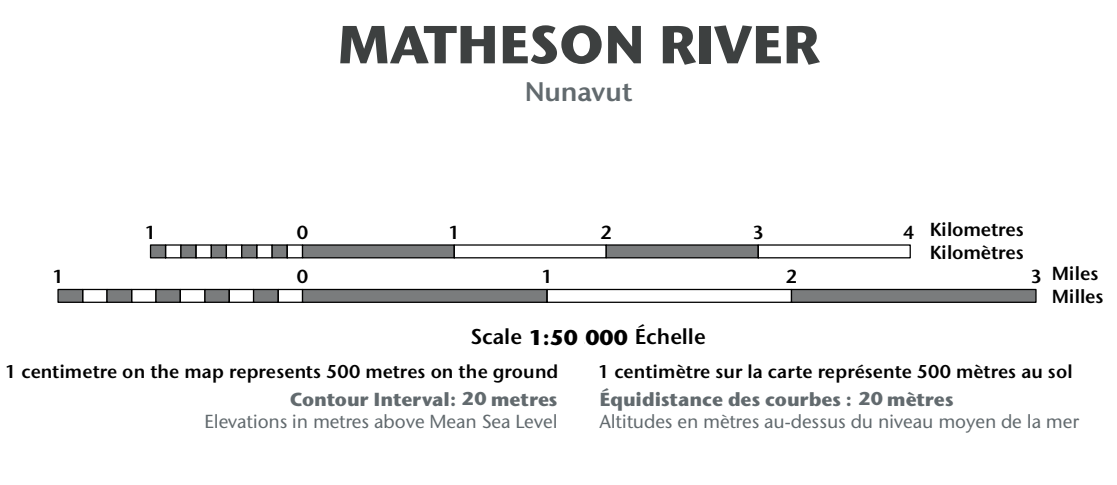 MATHESON RIVER
Nunavut
1 0 1 2 3 4 Kilometres
Kilomètres
1 0 1 2 3 Miles
Milles
Scale 1:50 000 Échelle
1 centimetre on the map represents 500 metres on the ground
Contour Interval: 20 metres
Elevations in metres above Mean Sea Level
1 centimètre sur la carte représente 500 mètres au sol
Équidistance des courbes : 20 mètres
Altitudes en mètres au-dessus du niveau moyen de la mer